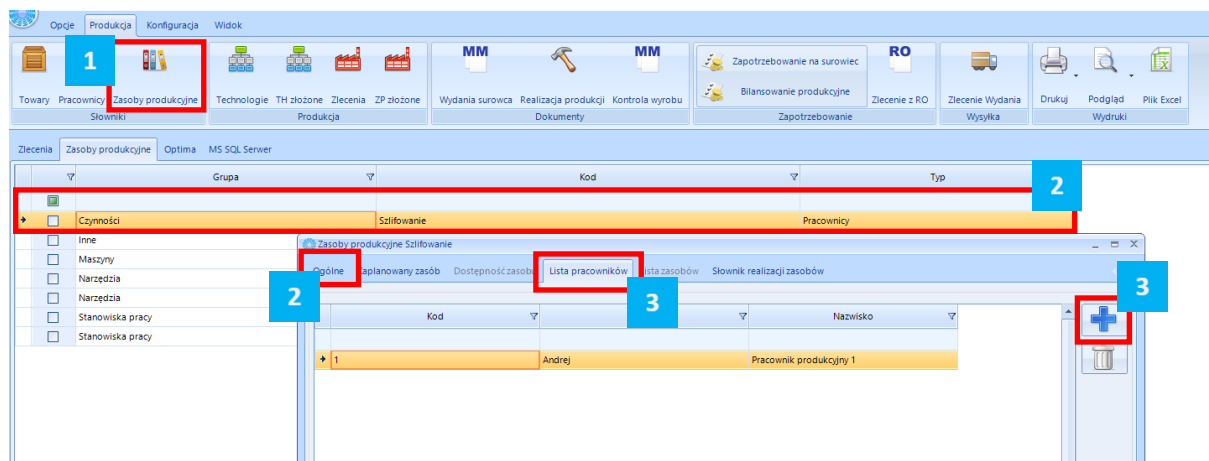 Opcje Produkcja Konfiguracja Widok
1
MM MM RO
Zapotrzebowanie na surowiec
Bilansowanie produkcyjne
Towary Pracownicy Zasoby produkcyjne Technologie TH złożone Zlecenia ZP złożone Wydania surowca Realizacja produkcji Kontrola wyrobu Zlecenie z RO Zlecenie Wydania Drukuj Podgląd Plik Excel
Słowniki Produkcja Dokumenty Zapotrzebowanie Wysyłka Wydruki
Zlecenia Zasoby produkcyjne Optima MS SQL Serwer
Grupa Kod Typ
2
Czynności Szlifowanie Pracownicy
Inne
Maszyny
Narzędzia
Narzędzia
Stanowiska pracy
Stanowiska pracy
Zasoby produkcyjne Szlifowanie
Ogólne Zaplanowany zasób Dostępność zasobu Lista pracowników Lista zasobów Słownik realizacji zasobów
2
3
3
Kod Nazwisko
1 Andrej Pracownik produkcyjny 1